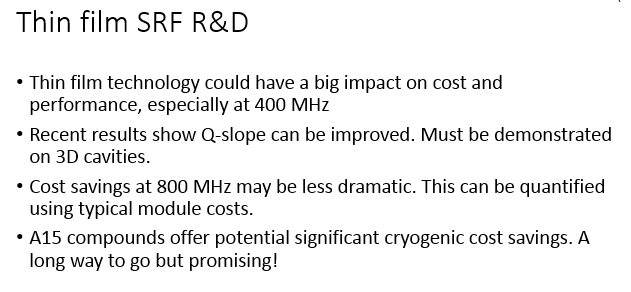 Thin film SRF R&D
• Thin film technology could have a big impact on cost and
performance, especially at 400 MHz
• Recent results show Q-slope can be improved. Must be demonstrated
on 3D cavities.
• Cost savings at 800 MHz may be less dramatic. This can be quantified
using typical module costs.
• A15 compounds offer potential significant cryogenic cost savings. A
long way to go but promising!